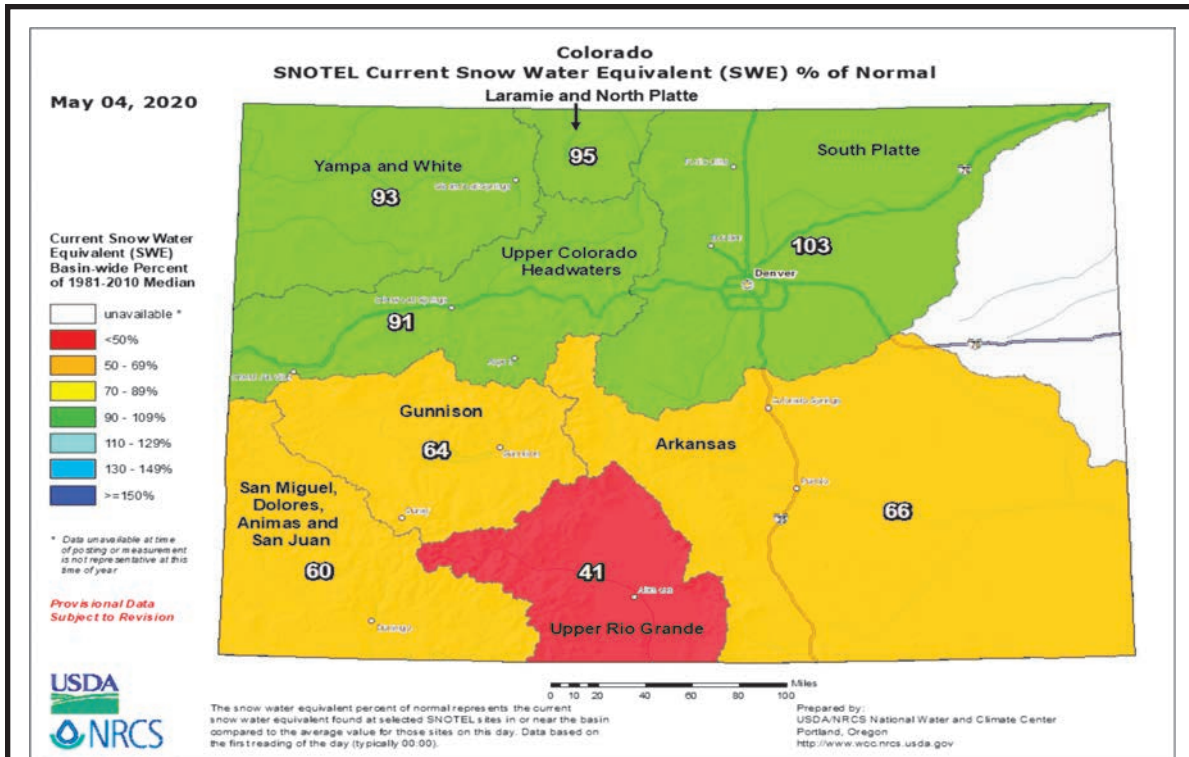 Colorado
SNOTEL Current Snow Water Equivalent (SWE) % of Normal
May 04, 2020
Laramie and North Platte
95
South Platte
Yampa and White
93
Current Snow Water
Equivalent (SWE)
Basin-wide Percent
of 1981-2010 Median
unavailable *
<50%
50 - 69%
70 - 89%
90 - 109%
110 - 129%
130 - 149%
>=150%
Upper Colorado
Headwaters
103
Denver
91
Gunnison
64
Arkansas
66
San Miguel,
Dolores,
Animas and
San Juan
60
41
Upper Rio Grande
* Data unavailable at time
of posting or measurement
is not representative at this
time of year
Provisional Data
Subject to Revision
USDA
NRCS
Miles
0 10 20 40 60 80 100
The snow water equivalent percent of normal represents the current
snow water equivalent found at selected SNOTEL sites in or near the basin
compared to the average value for those sites on this day. Data based on
the first reading of the day (typically 00:00).
Prepared by:
USDA/NRCS National Water and Climate Center
Portland, Oregon
http://www.wcc.nrcs.usda.gov